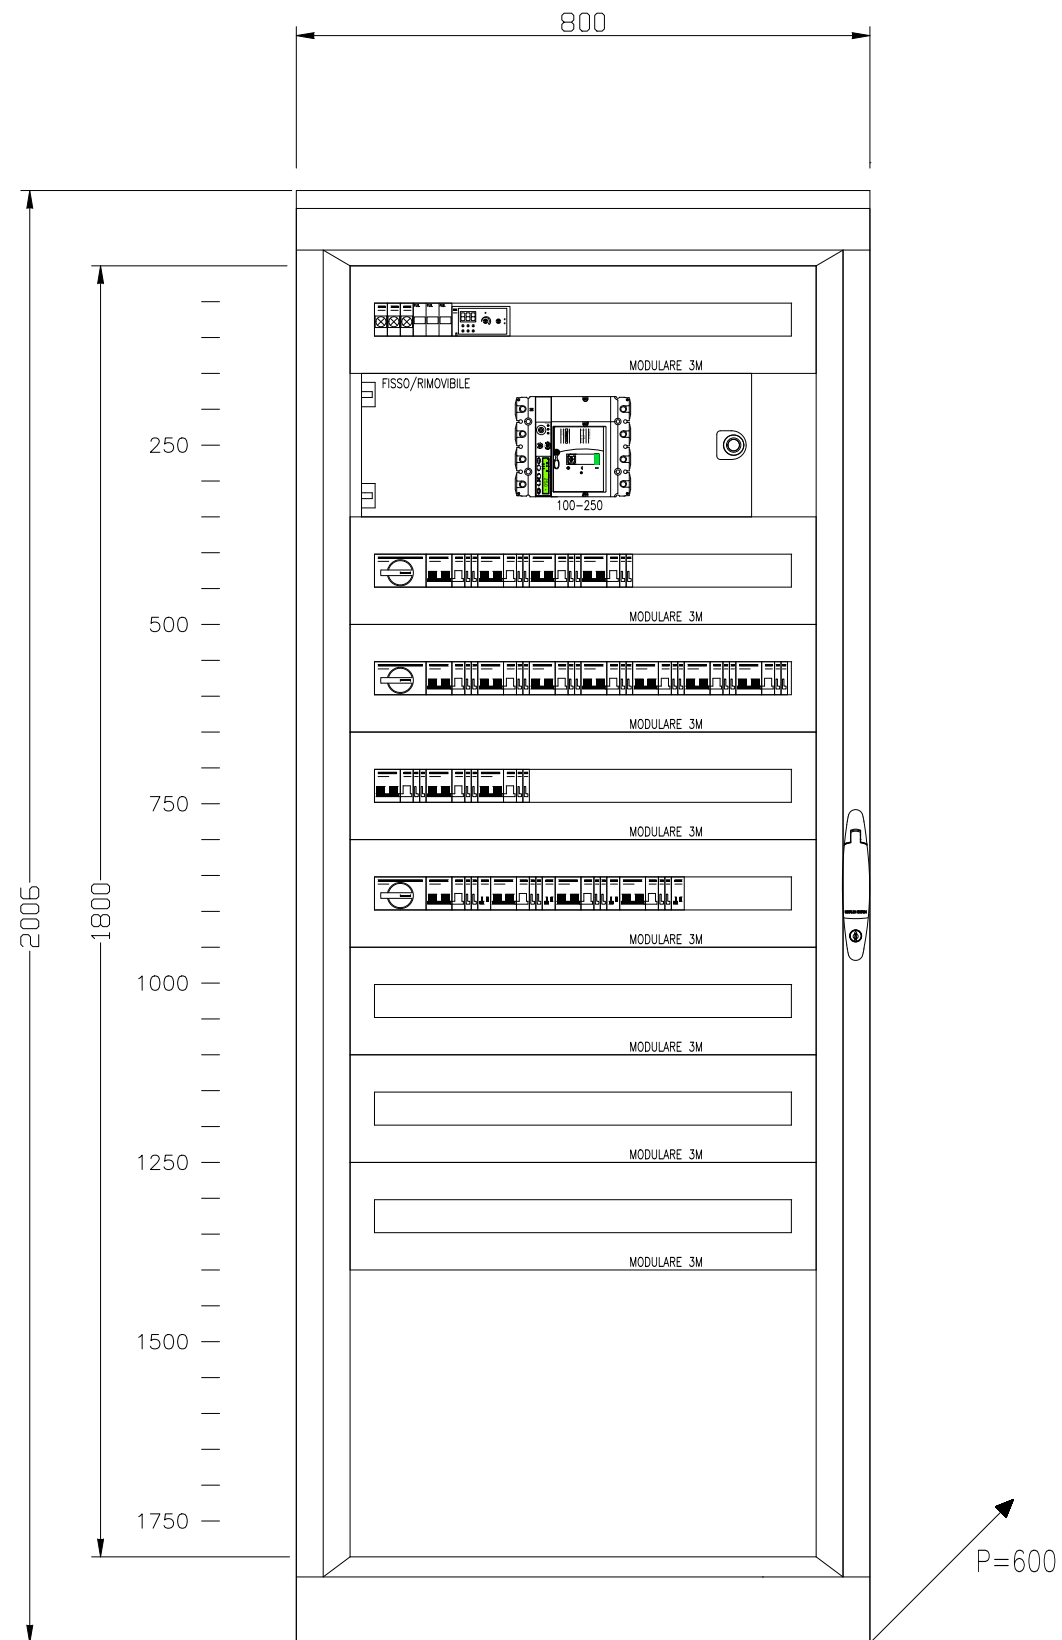 800
MODULARE 3M
FISSO/RIMOVIBILE
250
100-250
500
MODULARE 3M
MODULARE 3M
750
MODULARE 3M
2006
1800
MODULARE 3M
1000
MODULARE 3M
1250
MODULARE 3M
MODULARE 3M
1500
1750
P=600